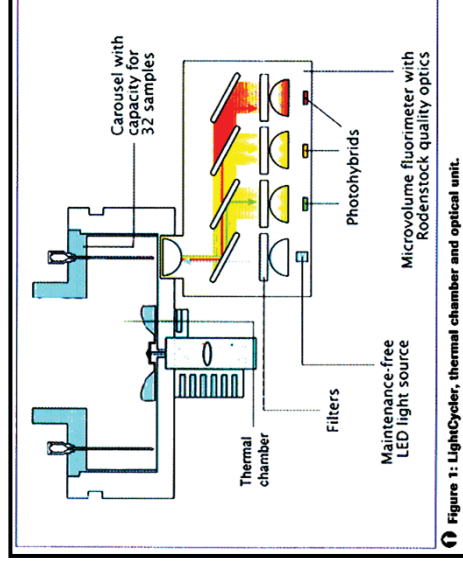 Carousel with
capacity for
32 samples
Thermal
chamber
Filters
Maintenance-free
LED light source
Photohybrids
Microvolume fluorimeter with
Rodenstock quality optics
1 Figure 1: LightCycler, thermal chamber and optical unit.